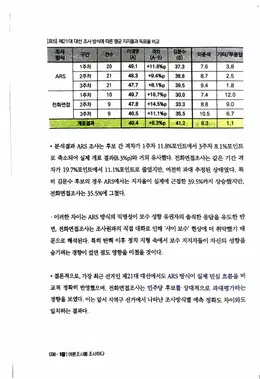 [표5] 제21대 대선 조사 방식에 따른 평균 지지율과 득표율 비교
조사방식 구간 건수 이재명(A) 격차(A-B) 김문수(B) 이준석 기타/부동층
ARS 1주차 20 49.1 +11.8%p 37.3 7.6 3.8
2주차 21 48.3 +9.4%p 38.8 8.7 2.5
3주차 21 47.7 +8.1%p 39.5 9.4 1.8
전화면접 1주차 10 49.7 +19.7%p 30.0 7.4 12.0
2주차 9 47.8 +14.5%p 33.3 8.8 9.0
3주차 9 46.5 +11.1%p 35.5 10.5 6.7
개표결과 49.4 +8.3%p 41.2 8.3 1.1
• 분석결과 ARS 조사는 후보 간 격차가 1주차 11.8%포인트에서 3주차 8.1%포인트
로 축소되어 실제 개표 결과(8.3%p)와 거의 유사했다. 전화면접조사는 같은 기간 격
차가 19.7%포인트에서 11.1%포인트로 줄었지만, 여전히 과대 추정된 상태였다. 특
히 김문수 후보의 경우 ARS에서는 지지율이 실제에 근접한 39.5%까지 상승했지만,
전화면접조사는 35.5%에 그쳤다.
· 이러한 차이는 ARS 방식의 익명성이 보수 성향 유권자의 솔직한 응답을 유도한 반
면, 전화면접조사는 조사원과의 직접 대화로 인해 '샤이 보수' 현상에 더 취약했기 때
문으로 해석된다. 특히 탄핵 이후 정치 지형 속에서 보수 지지자들이 자신의 성향을
숨기려는 경향이 컸던 점도 영향을 미쳤을 것이다.
• 결론적으로, 가장 최근 선거인 제21대 대선에서도 ARS 방식이 실제 민심 흐름을 비
교적 정확히 반영했으며, 전화면접조사는 민주당 후보를 상대적으로 과대평가하는
경향을 보였다. 이는 앞서 지역구 선거에서 나타난 조사방식별 예측 정확도 차이와도
일치하는 결과다.